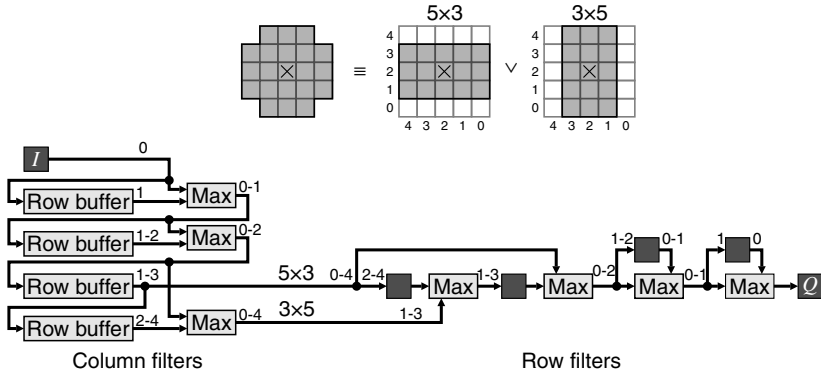 5×3
3×5
≡
∨
4
3
2
1
0
4 3 2 1 0
4
3
2
1
0
4 3 2 1 0
I
0
Row buffer
1
Max
0-1
Row buffer
1-2
Max
0-2
Row buffer
1-3
5×3
0-4
2-4
Max
1-3
Max
0-2
1-2
0-1
Max
0-1
1
0
Max
Q
Row buffer
2-4
Max
0-4
3×5
1-3
Column filters
Row filters